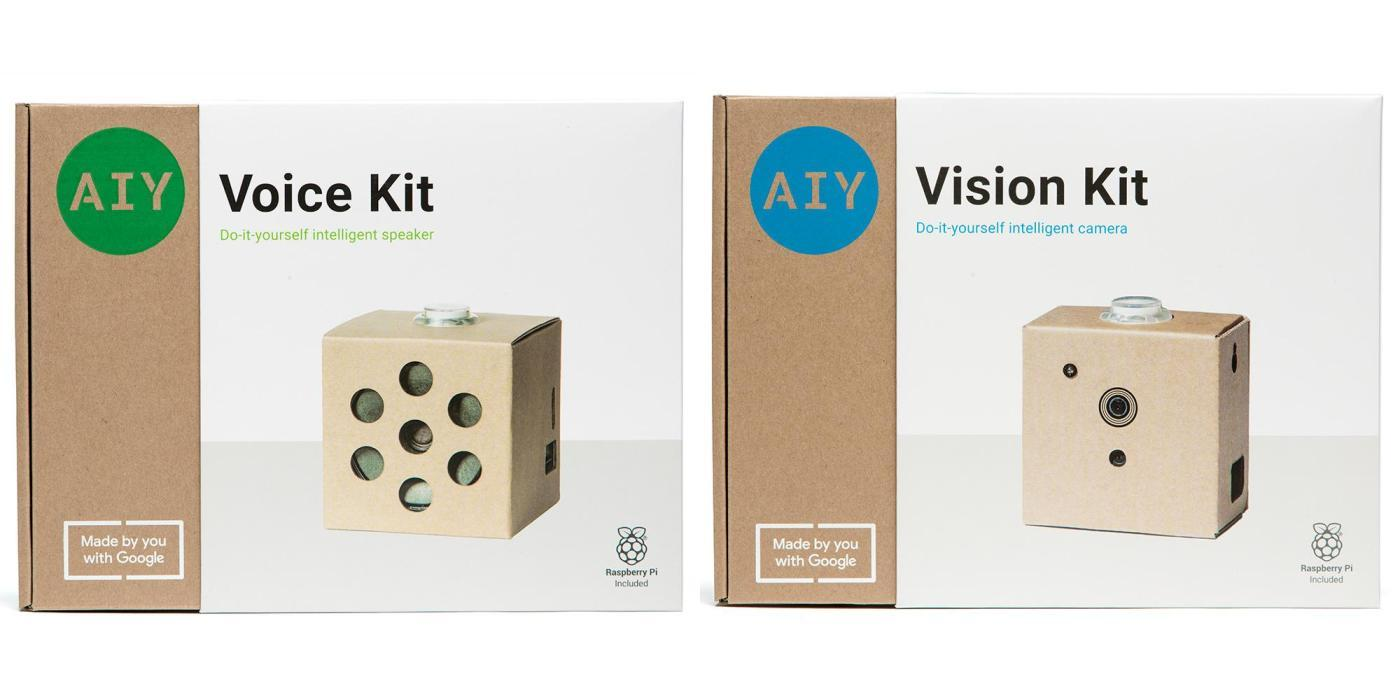 AIY
Voice Kit
Do-it-yourself intelligent speaker
Made by you
with Google
Raspberry Pi
Included
AIY
Vision Kit
Do-it-yourself intelligent camera
Made by you
with Google
Raspberry Pi
Included